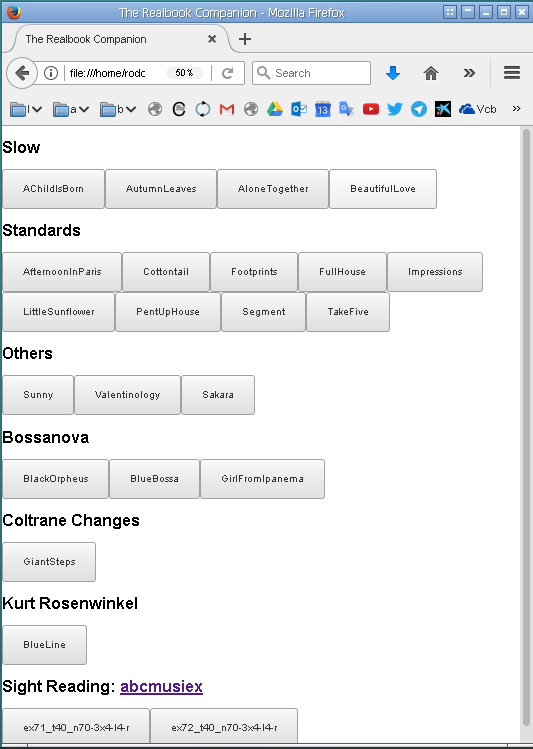 The Realbook Companion - Mozilla Firefox
The Realbook Companion
file:///home/rodc 50% Search
l a b 13 Vcb
Slow
AChildIsBorn AutumnLeaves AloneTogether BeautifulLove
Standards
AfternoonInParis Cottontail Footprints FullHouse Impressions
LittleSunflower PentUpHouse Segment TakeFive
Others
Sunny Valentinology Sakara
Bossanova
BlackOrpheus BlueBossa GirlFromIpanema
Coltrane Changes
GiantSteps
Kurt Rosenwinkel
BlueLine
Sight Reading: abcmusiex
ex71_t40_n70-3x4-l4-r ex72_t40_n70-3x4-l4-r